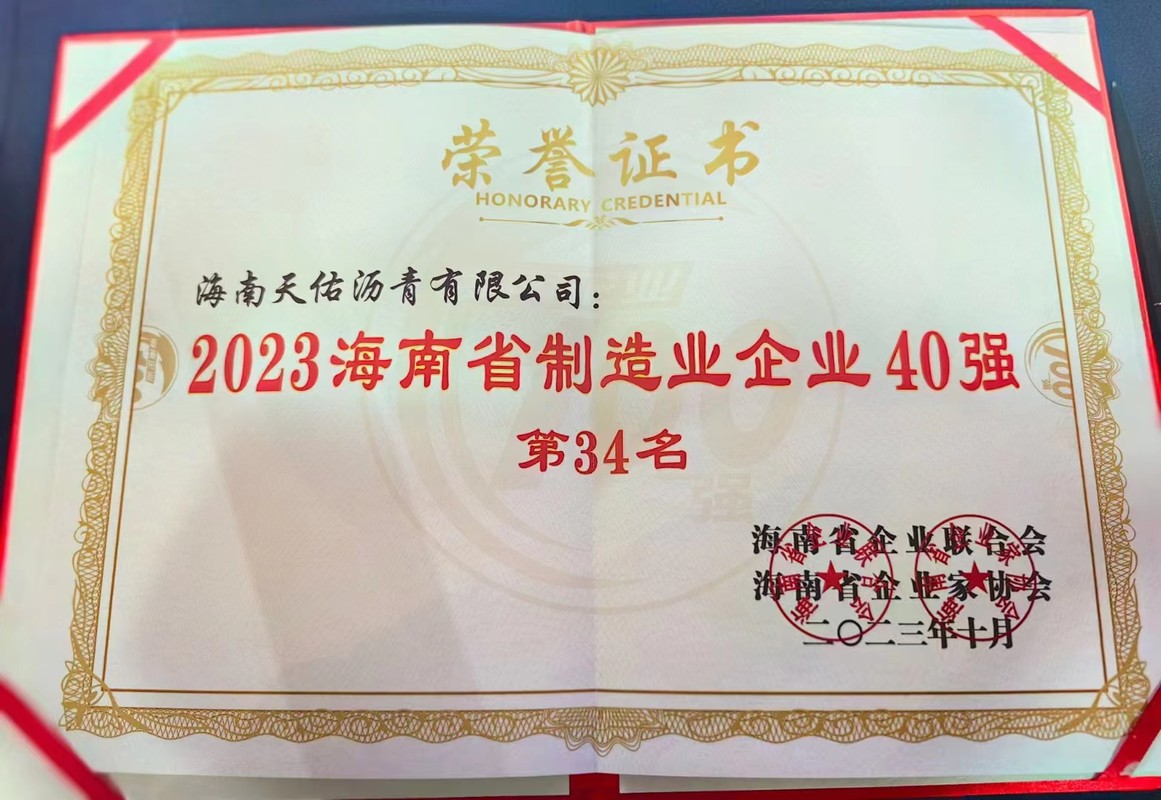 荣誉证书
HONORARY CREDENTIAL
海南天佑沥青有限公司：
2023海南省制造业企业40强
第34名
海南省企业联合会
海南省企业家协会
二〇二三年十月